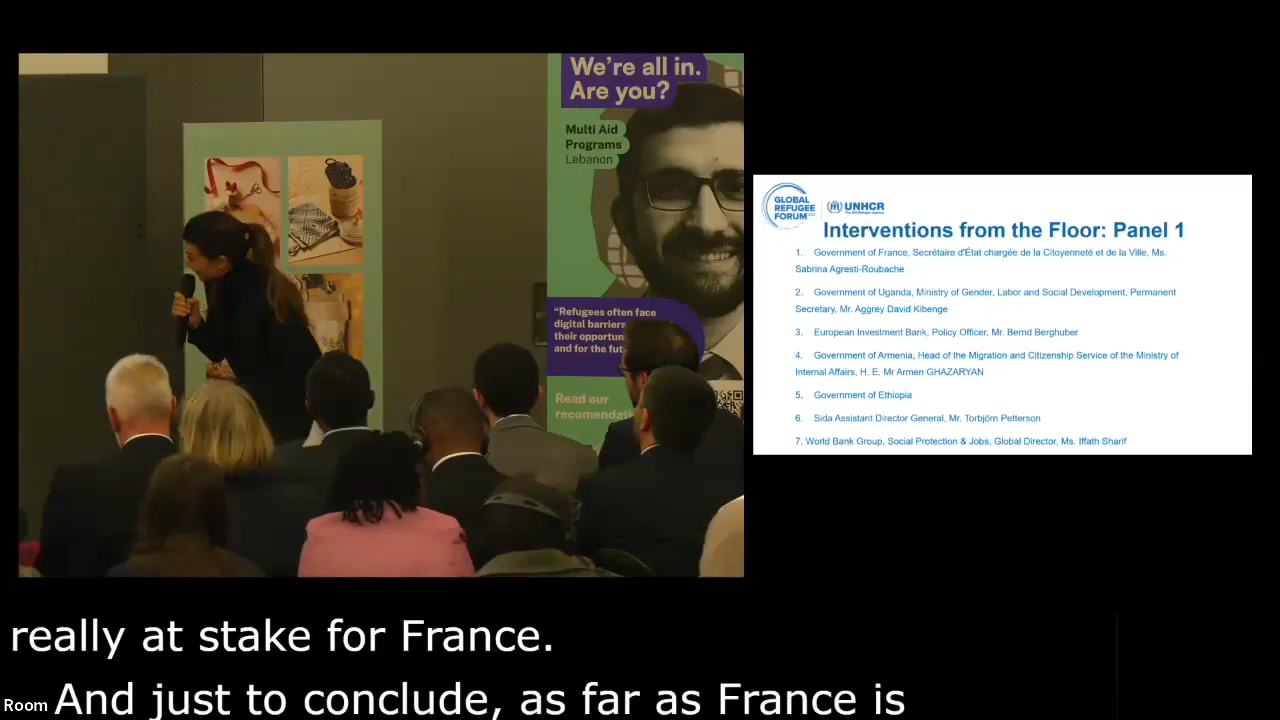 We're all in.
Are you?
Multi Aid
Programs
Lebanon
"Refugees often face
digital barriers
their opportun
and for the fut
Read our
recomendati
GLOBAL
REFUGEE
FORUM
UNHCR
The UN Refugee Agency
Interventions from the Floor: Panel 1
1. Government of France, Secrétaire d'État chargée de la Citoyenneté et de la Ville, Ms.
Sabrina Agresti-Roubache
2. Government of Uganda, Ministry of Gender, Labor and Social Development, Permanent
Secretary, Mr. Aggrey David Kibenge
3. European Investment Bank, Policy Officer, Mr. Bernd Berghuber
4. Government of Armenia, Head of the Migration and Citizenship Service of the Ministry of
Internal Affairs, H. E. Mr Armen GHAZARYAN
5. Government of Ethiopia
6. Sida Assistant Director General, Mr. Torbjörn Petterson
7. World Bank Group, Social Protection & Jobs, Global Director, Ms. Iffath Sharif
really at stake for France.
Room
And just to conclude, as far as France is